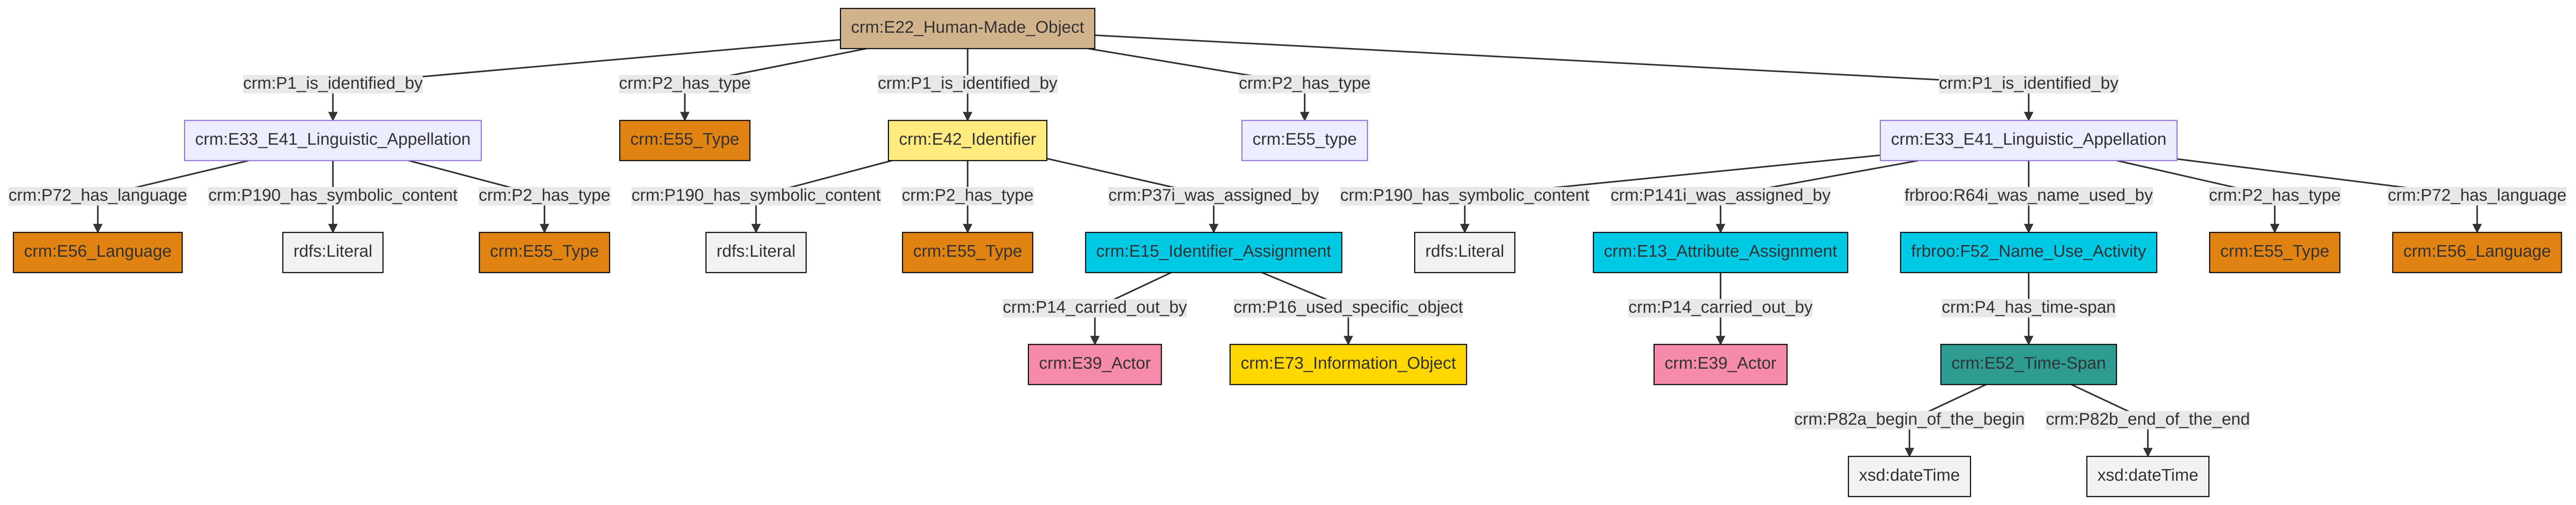 crm:E22_Human-Made_Object
crm:P1_is_identified_by
crm:P2_has_type
crm:P1_is_identified_by
crm:P2_has_type
crm:P1_is_identified_by
crm:E33_E41_Linguistic_Appellation
crm:E55_Type
crm:E42_Identifier
crm:E55_type
crm:E33_E41_Linguistic_Appellation
crm:P72_has_language
crm:P190_has_symbolic_content
crm:P2_has_type
crm:P190_has_symbolic_content
crm:P2_has_type
crm:P37i_was_assigned_by
crm:P190_has_symbolic_content
crm:P141i_was_assigned_by
frbroo:R64i_was_name_used_by
crm:P2_has_type
crm:P72_has_language
crm:E56_Language
rdfs:Literal
crm:E55_Type
rdfs:Literal
crm:E55_Type
crm:E15_Identifier_Assignment
rdfs:Literal
crm:E13_Attribute_Assignment
frbroo:F52_Name_Use_Activity
crm:E55_Type
crm:E56_Language
crm:P14_carried_out_by
crm:P16_used_specific_object
crm:P14_carried_out_by
crm:P4_has_time-span
crm:E39_Actor
crm:E73_Information_Object
crm:E39_Actor
crm:E52_Time-Span
crm:P82a_begin_of_the_begin
crm:P82b_end_of_the_end
xsd:dateTime
xsd:dateTime